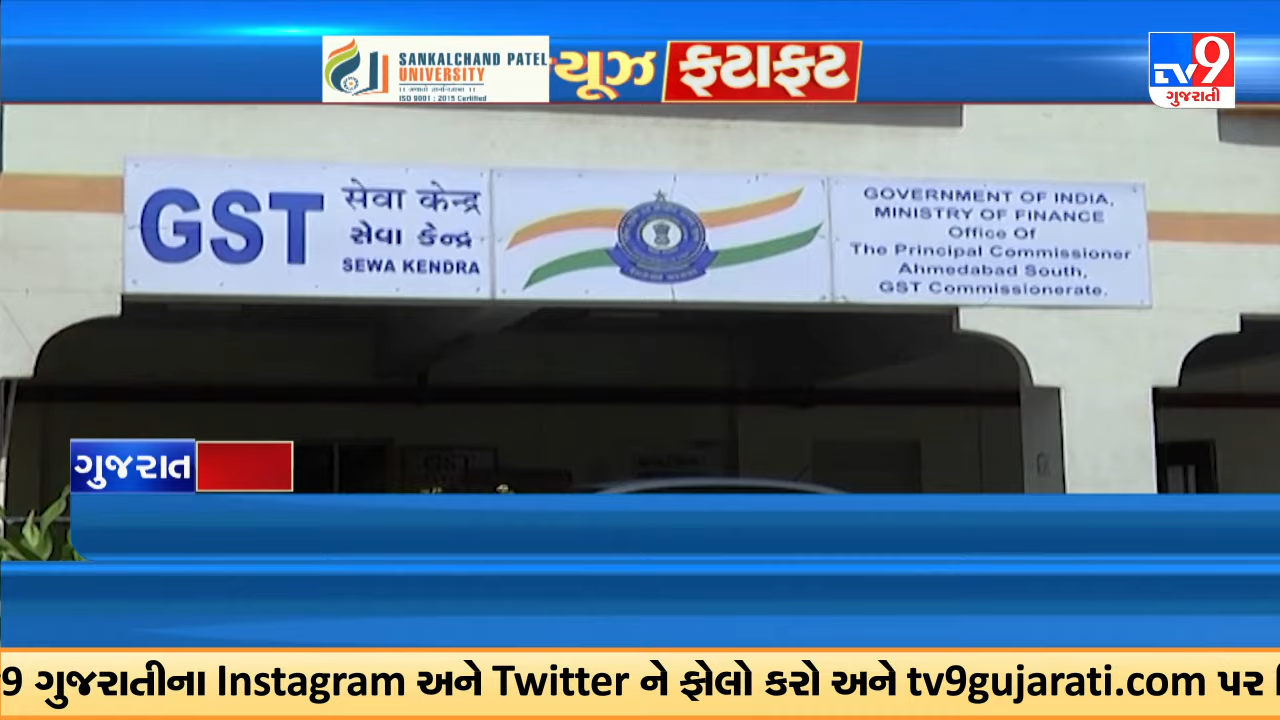 SANKALCHAND PATEL
UNIVERSITY
ISO 9001 : 2015 Certified
ન્યૂઝ ફટાફટ
tv9
ગુજરાતી
GST
सेवा केन्द्र
સેવા કેન્દ્ર
SEWA KENDRA
GOVERNMENT OF INDIA,
MINISTRY OF FINANCE
Office Of
The Principal Commissioner
Ahmedabad South,
GST Commissionerate.
ગુજરાત
9 ગુજરાતીના Instagram અને Twitter ને ફોલો કરો અને tv9gujarati.com પર